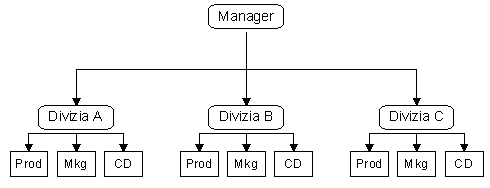 Manager
Divizia A Divizia B Divizia C
Prod Mkg CD Prod Mkg CD Prod Mkg CD